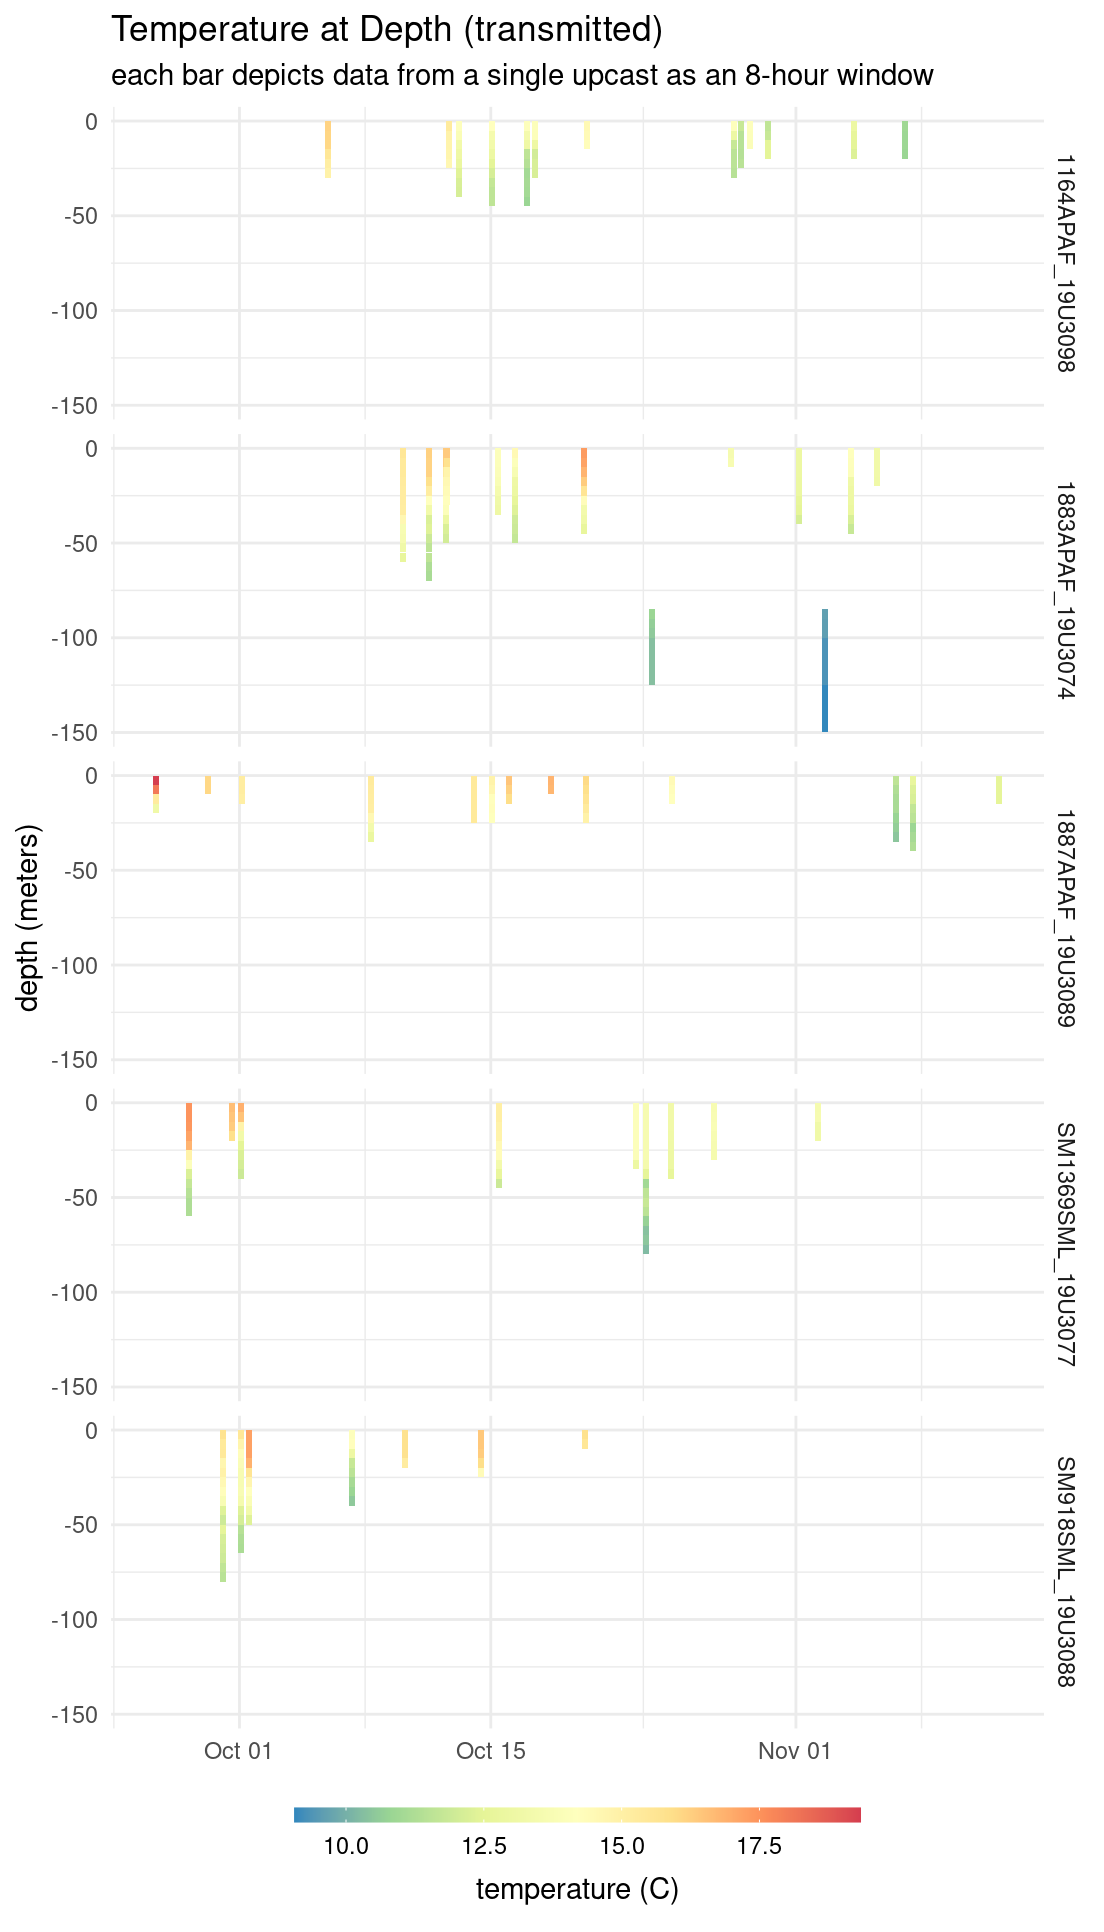 Temperature at Depth (transmitted)
each bar depicts data from a single upcast as an 8-hour window
0
-50
-100
-150
1164APAF_19U3098
0
-50
-100
-150
1883APAF_19U3074
depth (meters)
0
-50
-100
-150
1887APAF_19U3089
0
-50
-100
-150
SM1369SML_19U3077
0
-50
-100
-150
SM918SML_19U3088
Oct 01 Oct 15 Nov 01
10.0 12.5 15.0 17.5
temperature (C)